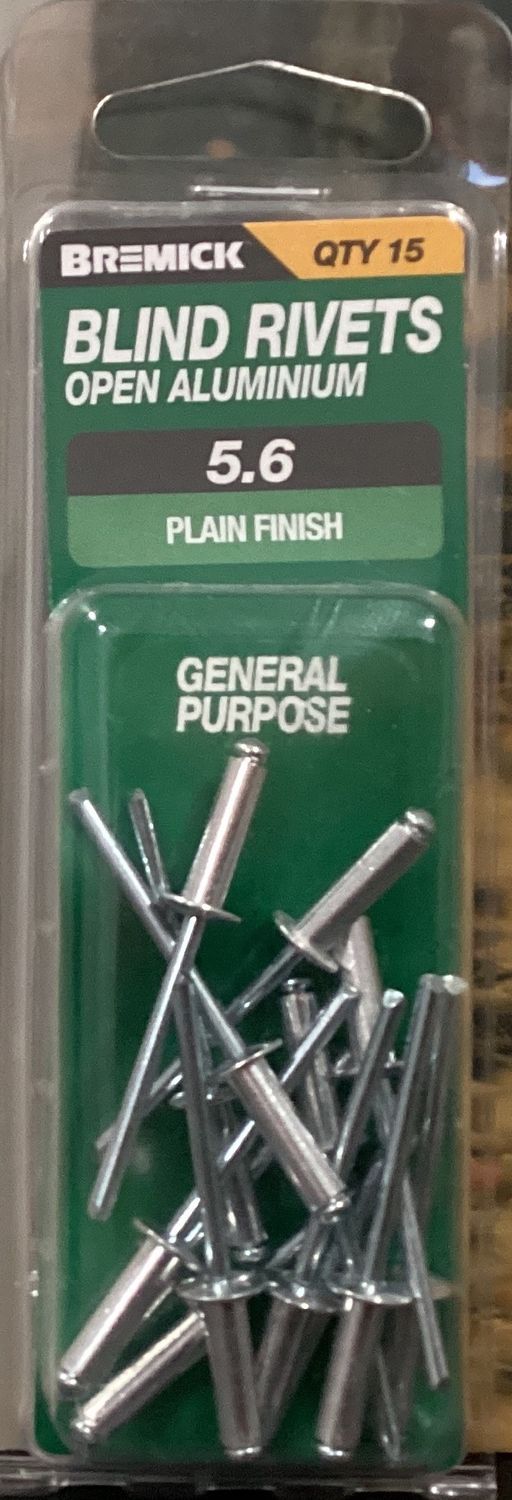 BREMICK
QTY 15
BLIND RIVETS
OPEN ALUMINIUM
5.6
PLAIN FINISH
GENERAL
PURPOSE